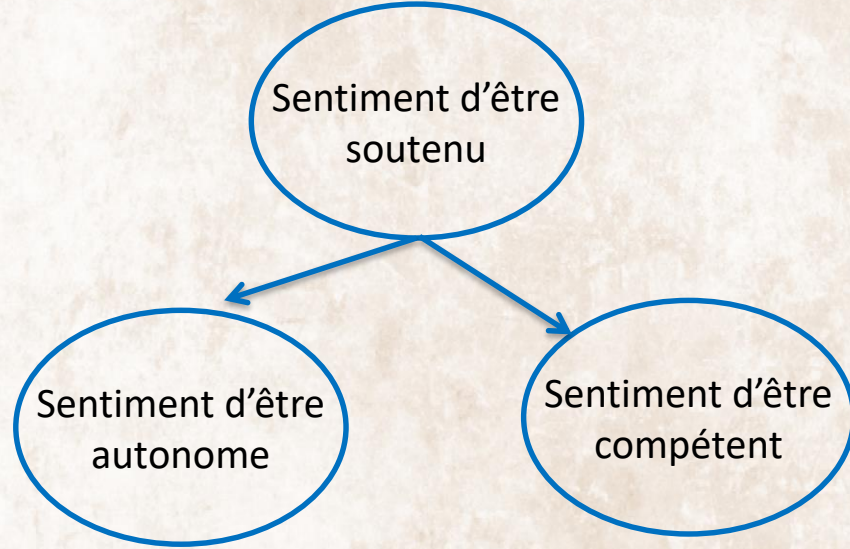 Sentiment d’être
soutenu
Sentiment d’être
autonome
Sentiment d’être
compétent